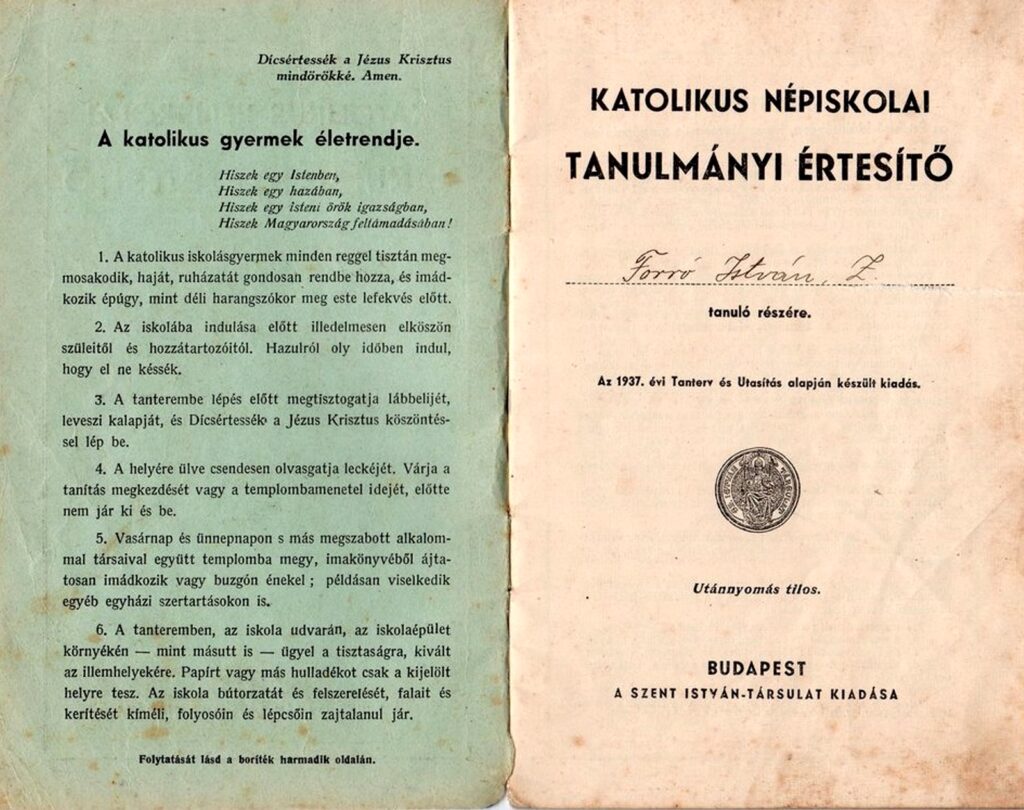 Dicsértessék a Jézus Krisztus
mindörökké. Amen.
A katolikus gyermek életrendje.
Hiszek egy Istenben,
Hiszek egy hazában,
Hiszek egy isteni örök igazságban,
Hiszek Magyarország feltámadásában!
1. A katolikus iskolásgyermek minden reggel tisztán meg-
mosakodik, haját, ruházatát gondosan rendbe hozza, és imád-
kozik épúgy, mint déli harangszókor meg este lefekvés előtt.
2. Az iskolába indulása előtt illedelmesen elköszön
szüleitől és hozzátartozóitól. Hazulról oly időben indul,
hogy el ne késsék.
3. A tanterembe lépés előtt megtisztogatja lábbelijét,
leveszi kalapját, és Dícsértessék a Jézus Krisztus köszöntés-
sel lép be.
4. A helyére ülve csendesen olvasgatja leckéjét. Várja a
tanítás megkezdését vagy a templombamenetel idejét, előtte
nem jár ki és be.
5. Vasárnap és ünnepnapon s más megszabott alkalom-
mal társaival együtt templomba megy, imakönyvéből ájta-
tosan imádkozik vagy buzgón énekel; példásan viselkedik
egyéb egyházi szertartásokon is.
6. A tanteremben, az iskola udvarán, az iskolaépület
környékén — mint másutt is — ügyel a tisztaságra, kivált
az illemhelyekére. Papírt vagy más hulladékot csak a kijelölt
helyre tesz. Az iskola bútorzatát és felszerelését, falait és
kerítését kíméli, folyosóin és lépcsőin zajtalanul jár.
Folytatását lásd a boríték harmadik oldalán.
KATOLIKUS NÉPISKOLAI
TANULMÁNYI ÉRTESÍTŐ
Forró István, Z.
tanuló részére.
Az 1937. évi Tanterv és Utasítás alapján készült kiadás.
Utánnyomás tilos.
BUDAPEST
A SZENT ISTVÁN-TÁRSULAT KIADÁSA